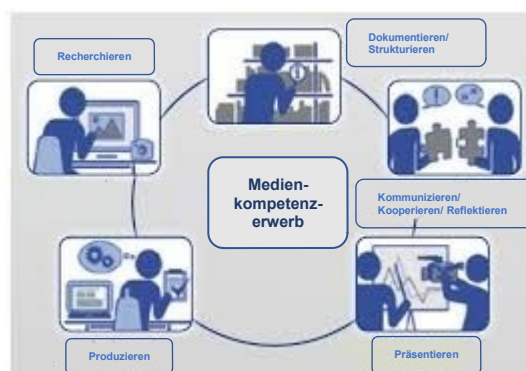 Recherchieren
Dokumentieren/
Strukturieren
Medien-
kompetenz-
erwerb
Kommunizieren/
Kooperieren/ Reflektieren
Produzieren
Präsentieren